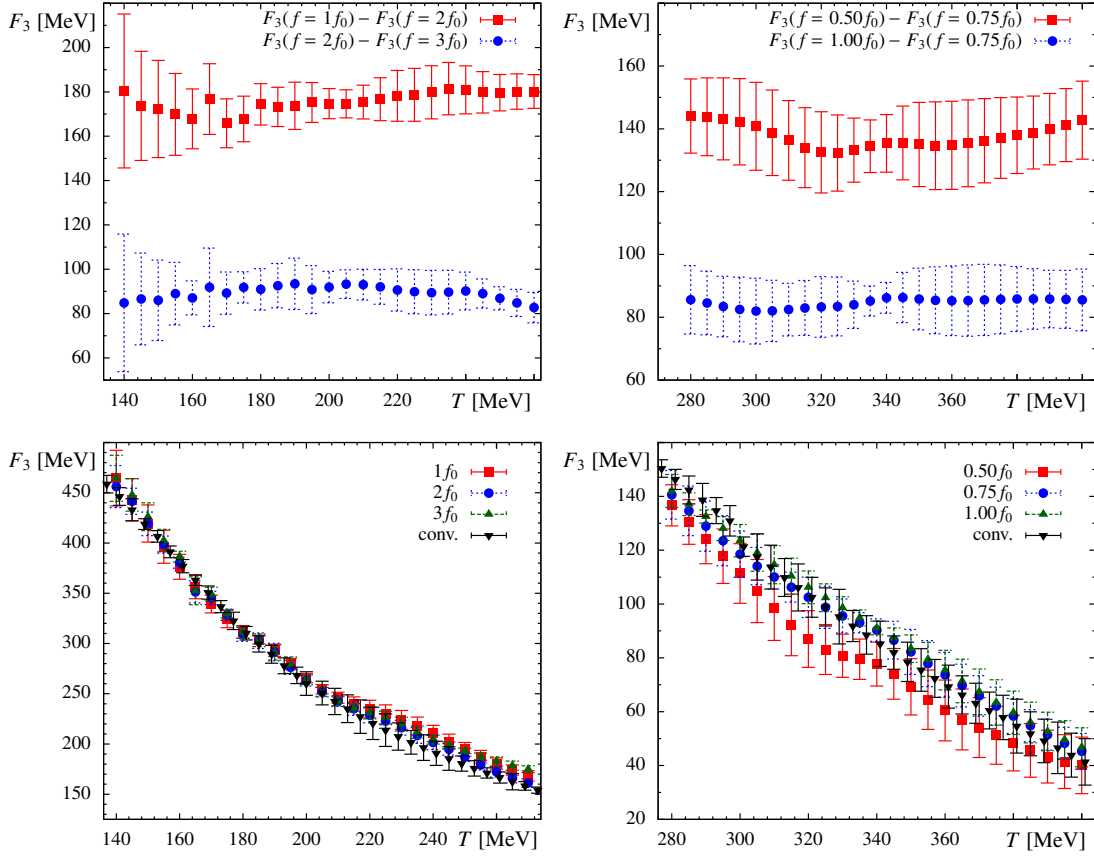 F₃ [MeV]
F₃(f = 1f₀) − F₃(f = 2f₀)
F₃(f = 2f₀) − F₃(f = 3f₀)
200
180
160
140
120
100
80
60
140 160 180 200 220
T [MeV]
F₃ [MeV]
F₃(f = 0.50f₀) − F₃(f = 0.75f₀)
F₃(f = 1.00f₀) − F₃(f = 0.75f₀)
160
140
120
100
80
60
280 300 320 340 360
T [MeV]
F₃ [MeV]
1f₀
2f₀
3f₀
conv.
450
400
350
300
250
200
150
140 160 180 200 220 240
T [MeV]
F₃ [MeV]
0.50f₀
0.75f₀
1.00f₀
conv.
140
120
100
80
60
40
20
280 300 320 340 360 380
T [MeV]